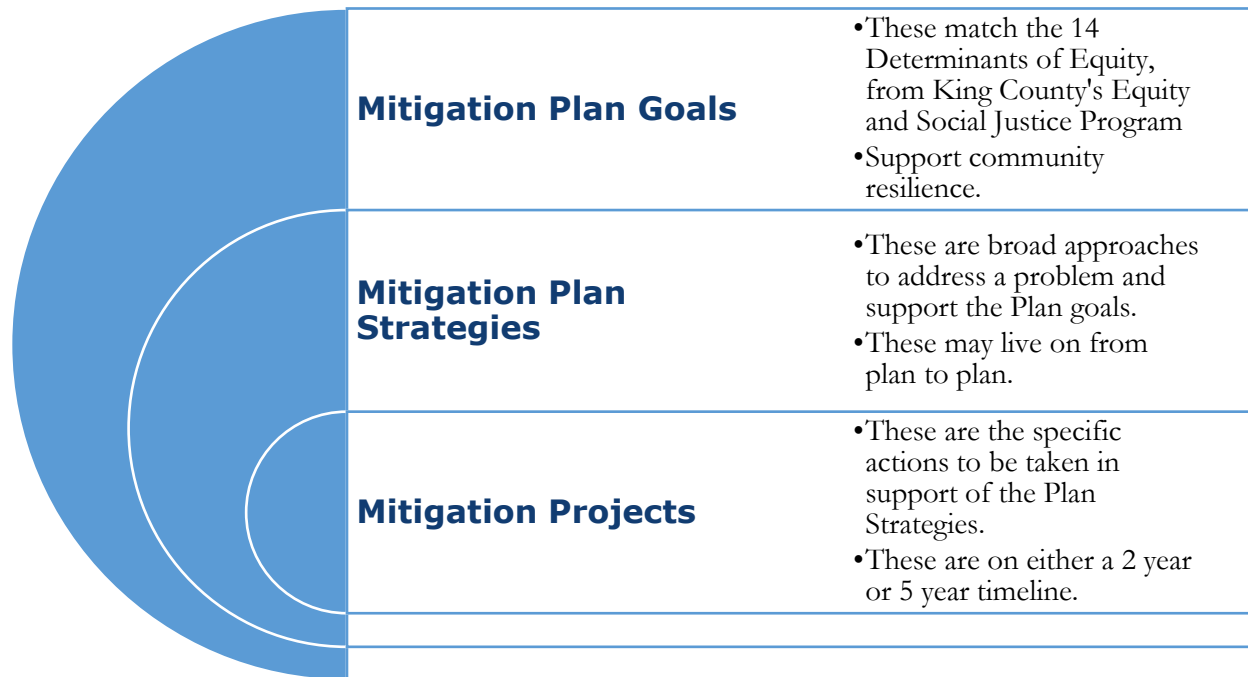 Mitigation Plan Goals
•These match the 14
Determinants of Equity,
from King County's Equity
and Social Justice Program
•Support community
resilience.
Mitigation Plan
Strategies
•These are broad approaches
to address a problem and
support the Plan goals.
•These may live on from
plan to plan.
Mitigation Projects
•These are the specific
actions to be taken in
support of the Plan
Strategies.
•These are on either a 2 year
or 5 year timeline.